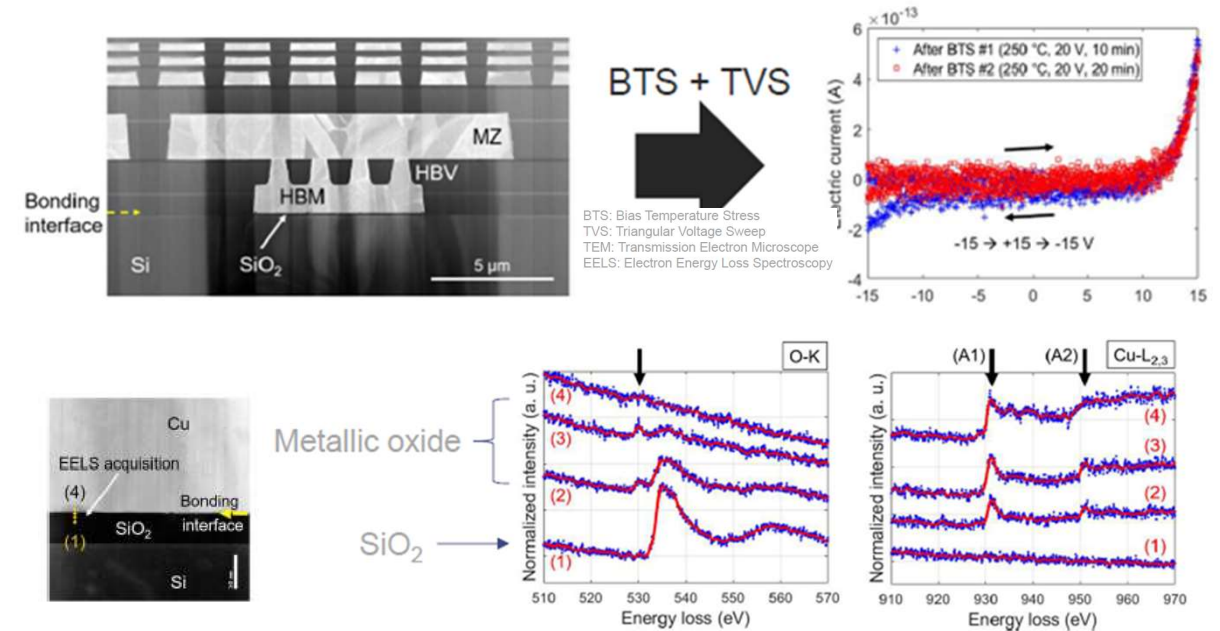 MZ
HBV
HBM
Bonding
interface
Si
SiO₂
5 μm
BTS + TVS
BTS: Bias Temperature Stress
TVS: Triangular Voltage Sweep
TEM: Transmission Electron Microscope
EELS: Electron Energy Loss Spectroscopy
× 10⁻¹³
After BTS #1 (250 °C, 20 V, 10 min)
After BTS #2 (250 °C, 20 V, 20 min)
6
4
2
0
-2
-4
current (A)
-15 → +15 → -15 V
-15 -10 -5 0 5 10 15
Cu
EELS acquisition
(4)
Bonding
interface
SiO₂
(1)
Si
Metallic oxide
SiO₂
O-K
Normalized intensity (a. u.)
(4)
(3)
(2)
(1)
510 520 530 540 550 560 570
Energy loss (eV)
(A1)
(A2)
Cu-L₂,₃
Normalized intensity (a. u.)
(4)
(3)
(2)
(1)
910 920 930 940 950 960 970
Energy loss (eV)